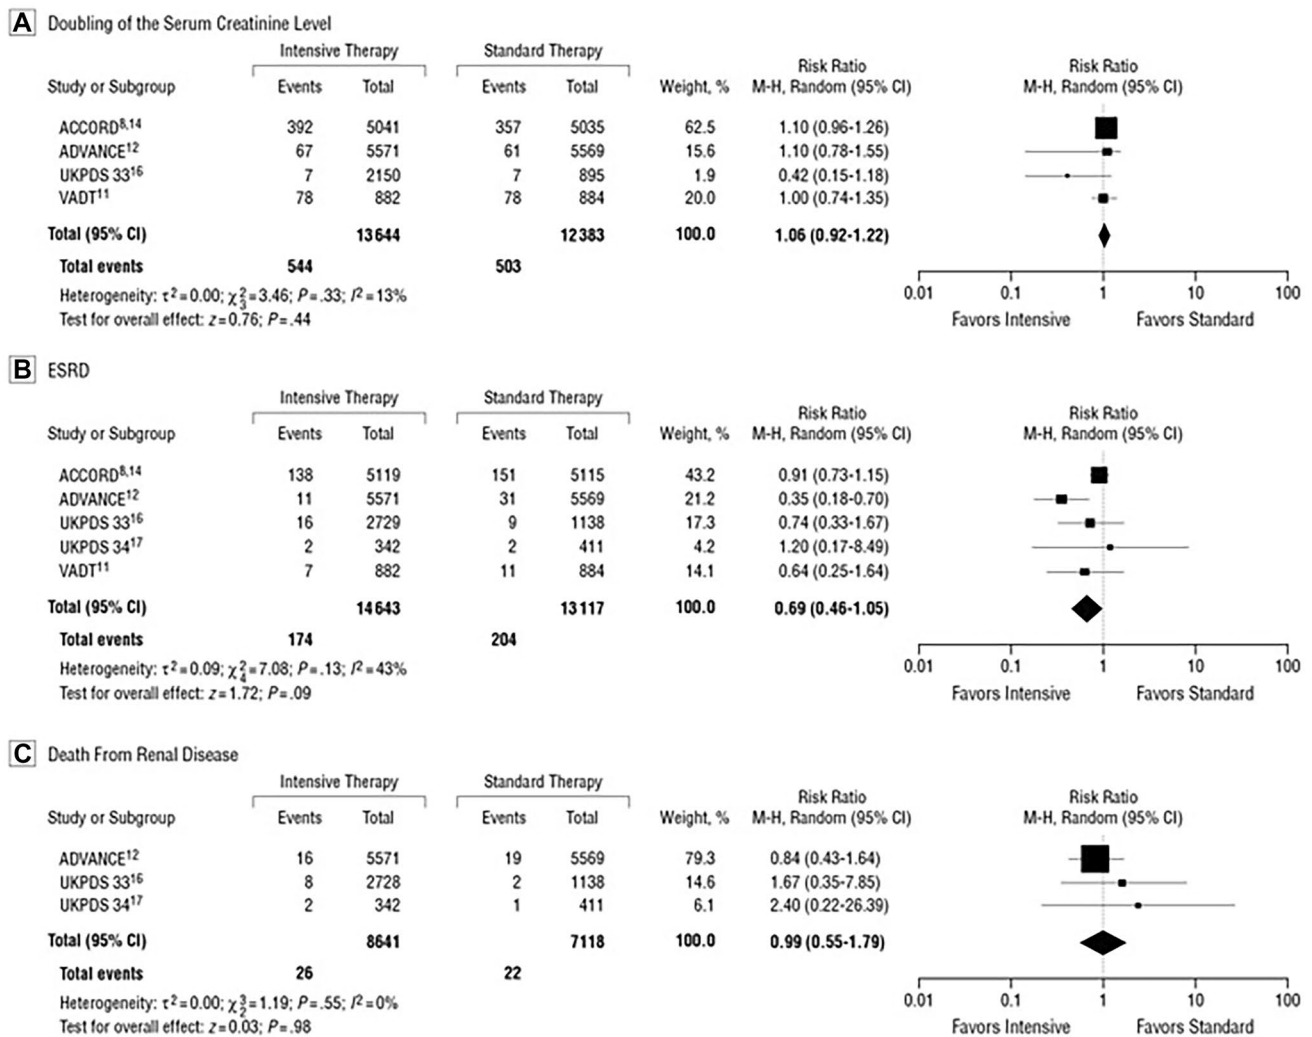 A Doubling of the Serum Creatinine Level
Intensive Therapy Standard Therapy
Risk Ratio Risk Ratio
Study or Subgroup Events Total Events Total Weight, % M-H, Random (95% CI) M-H, Random (95% CI)
ACCORD8,14 392 5041 357 5035 62.5 1.10 (0.96-1.26)
ADVANCE12 67 5571 61 5569 15.6 1.10 (0.78-1.55)
UKPDS 3316 7 2150 7 895 1.9 0.42 (0.15-1.18)
VADT11 78 882 78 884 20.0 1.00 (0.74-1.35)
Total (95% CI) 13644 12383 100.0 1.06 (0.92-1.22)
Total events 544 503
Heterogeneity: τ2=0.00; χ23=3.46; P=.33; I2=13%
Test for overall effect: z=0.76; P=.44
0.01 0.1 1 10 100
Favors Intensive Favors Standard
B ESRD
Intensive Therapy Standard Therapy
Risk Ratio Risk Ratio
Study or Subgroup Events Total Events Total Weight, % M-H, Random (95% CI) M-H, Random (95% CI)
ACCORD8,14 138 5119 151 5115 43.2 0.91 (0.73-1.15)
ADVANCE12 11 5571 31 5569 21.2 0.35 (0.18-0.70)
UKPDS 3316 16 2729 9 1138 17.3 0.74 (0.33-1.67)
UKPDS 3417 2 342 2 411 4.2 1.20 (0.17-8.49)
VADT11 7 882 11 884 14.1 0.64 (0.25-1.64)
Total (95% CI) 14643 13117 100.0 0.69 (0.46-1.05)
Total events 174 204
Heterogeneity: τ2=0.09; χ24=7.08; P=.13; I2=43%
Test for overall effect: z=1.72; P=.09
0.01 0.1 1 10 100
Favors Intensive Favors Standard
C Death From Renal Disease
Intensive Therapy Standard Therapy
Risk Ratio Risk Ratio
Study or Subgroup Events Total Events Total Weight, % M-H, Random (95% CI) M-H, Random (95% CI)
ADVANCE12 16 5571 19 5569 79.3 0.84 (0.43-1.64)
UKPDS 3316 8 2728 2 1138 14.6 1.67 (0.35-7.85)
UKPDS 3417 2 342 1 411 6.1 2.40 (0.22-26.39)
Total (95% CI) 8641 7118 100.0 0.99 (0.55-1.79)
Total events 26 22
Heterogeneity: τ2=0.00; χ32=1.19; P=.55; I2=0%
Test for overall effect: z=0.03; P=.98
0.01 0.1 1 10 100
Favors Intensive Favors Standard